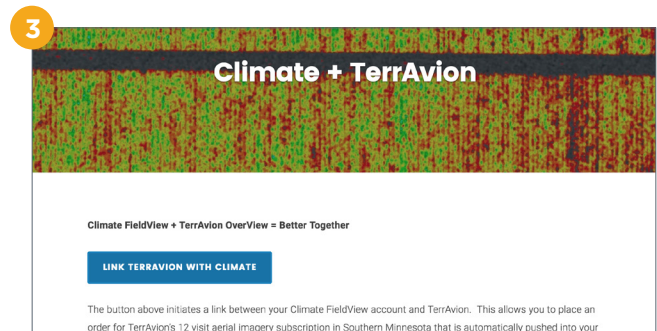 3
Climate + TerrAvion
Climate FieldView + TerrAvion OverView = Better Together
LINK TERRAVION WITH CLIMATE
The button above initiates a link between your Climate FieldView account and TerrAvion. This allows you to place an
order for TerrAvion's 12 visit aerial imagery subscription in Southern Minnesota that is automatically pushed into your